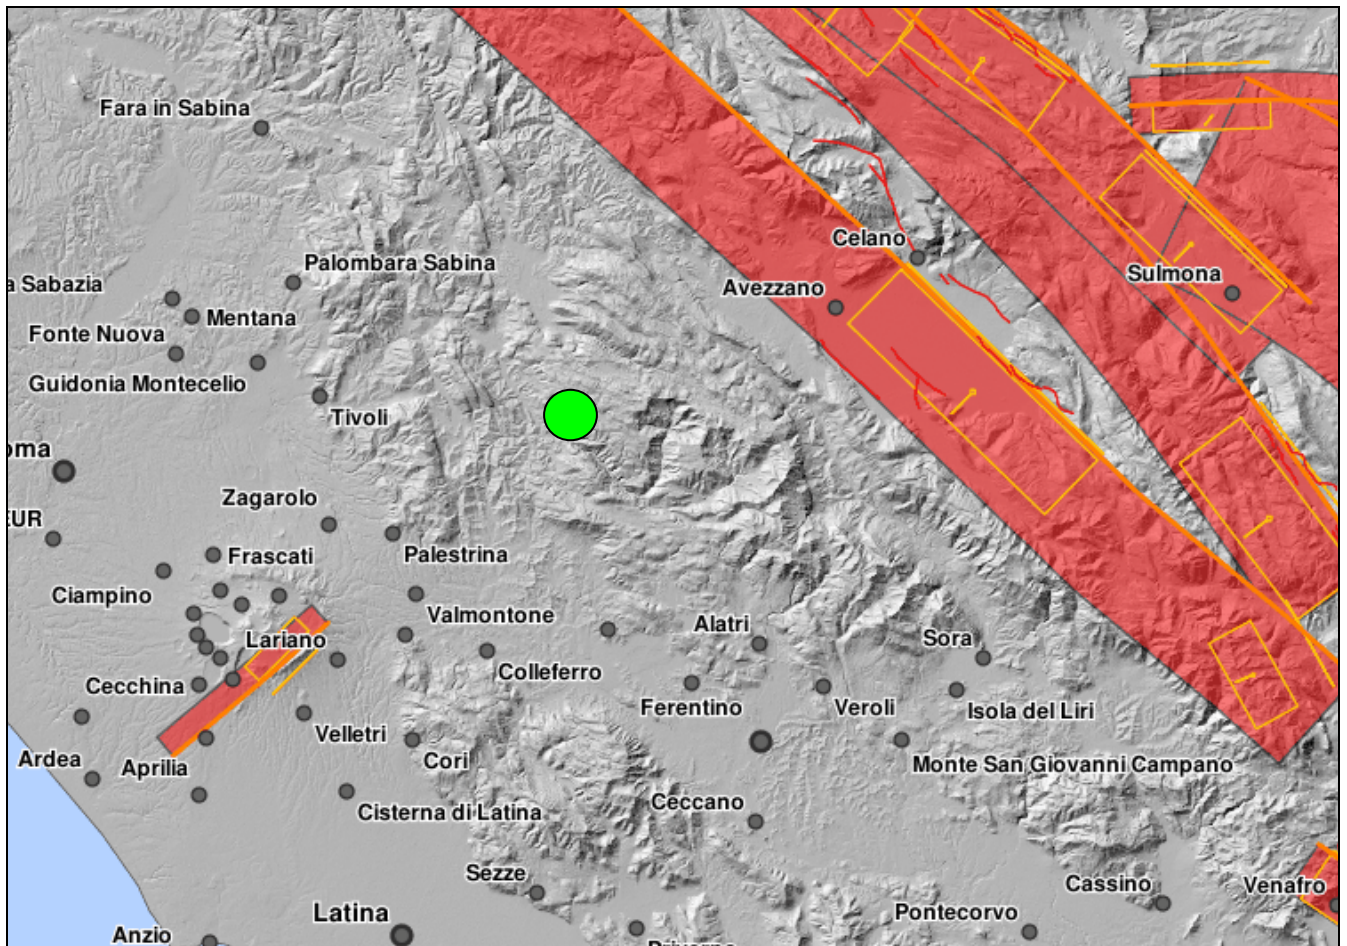 Fara in Sabina
Palombara Sabina
a Sabazia
Mentana
Fonte Nuova
Guidonia Montecelio
Tivoli
Celano
Avezzano
Sulmona
oma
Zagarolo
EUR
Frascati
Palestrina
Ciampino
Valmontone
Lariano
Alatri
Sora
Colleferro
Cecchina
Ferentino
Veroli
Isola del Liri
Velletri
Ardea
Aprilia
Cori
Monte San Giovanni Campano
Cisterna di Latina
Ceccano
Sezze
Cassino
Venafro
Latina
Pontecorvo
Anzio
Priverno